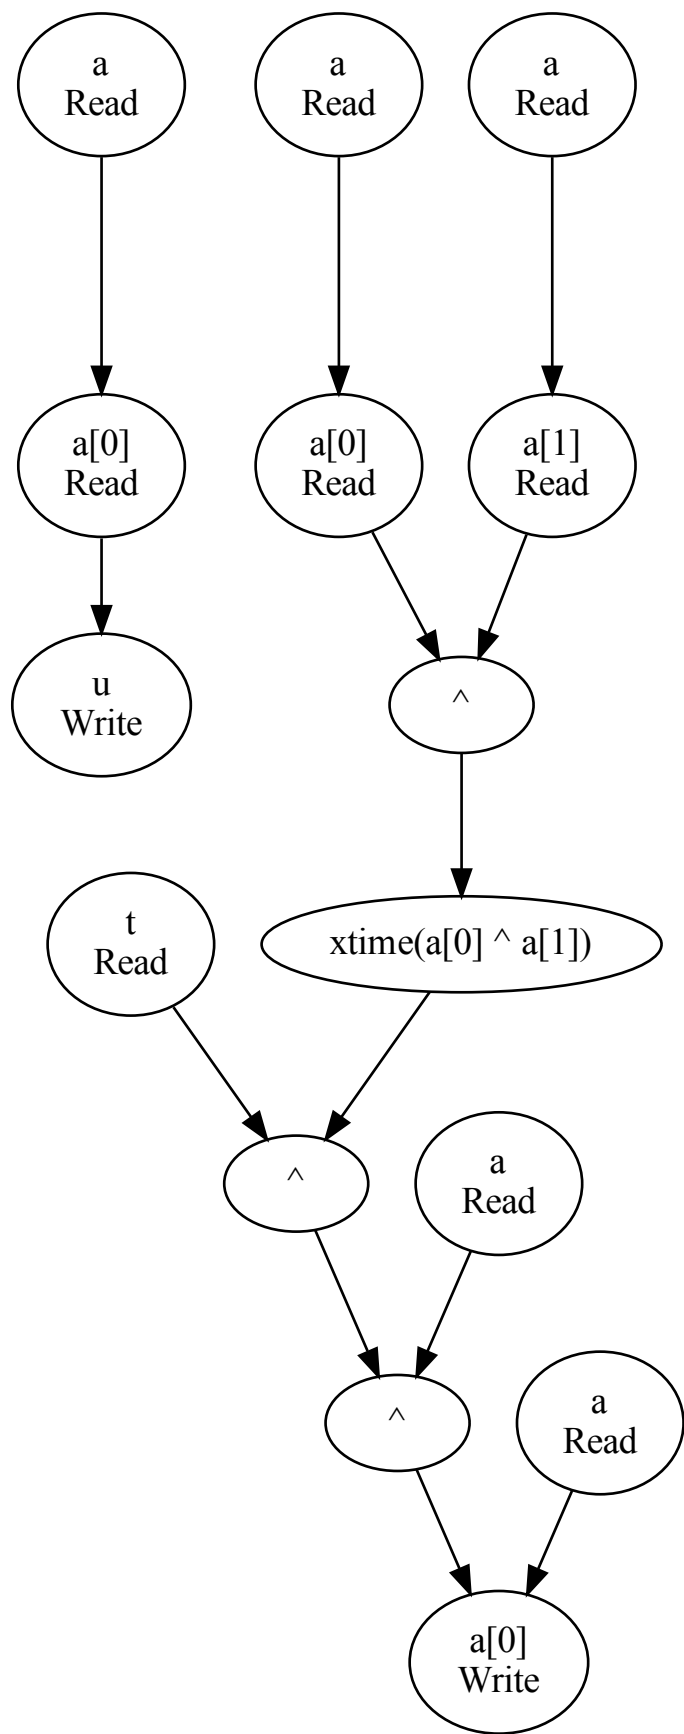 a
Read
a
Read
a
Read
a[0]
Read
a[0]
Read
a[1]
Read
u
Write
^
t
Read
xtime(a[0] ^ a[1])
^
a
Read
^
a
Read
a[0]
Write